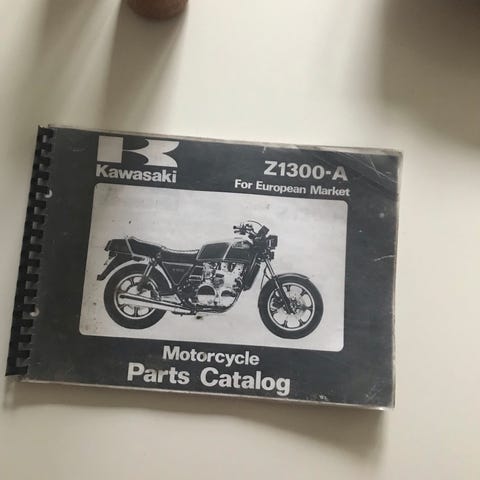 Kawasaki
Z1300-A
For European Market
Motorcycle
Parts Catalog